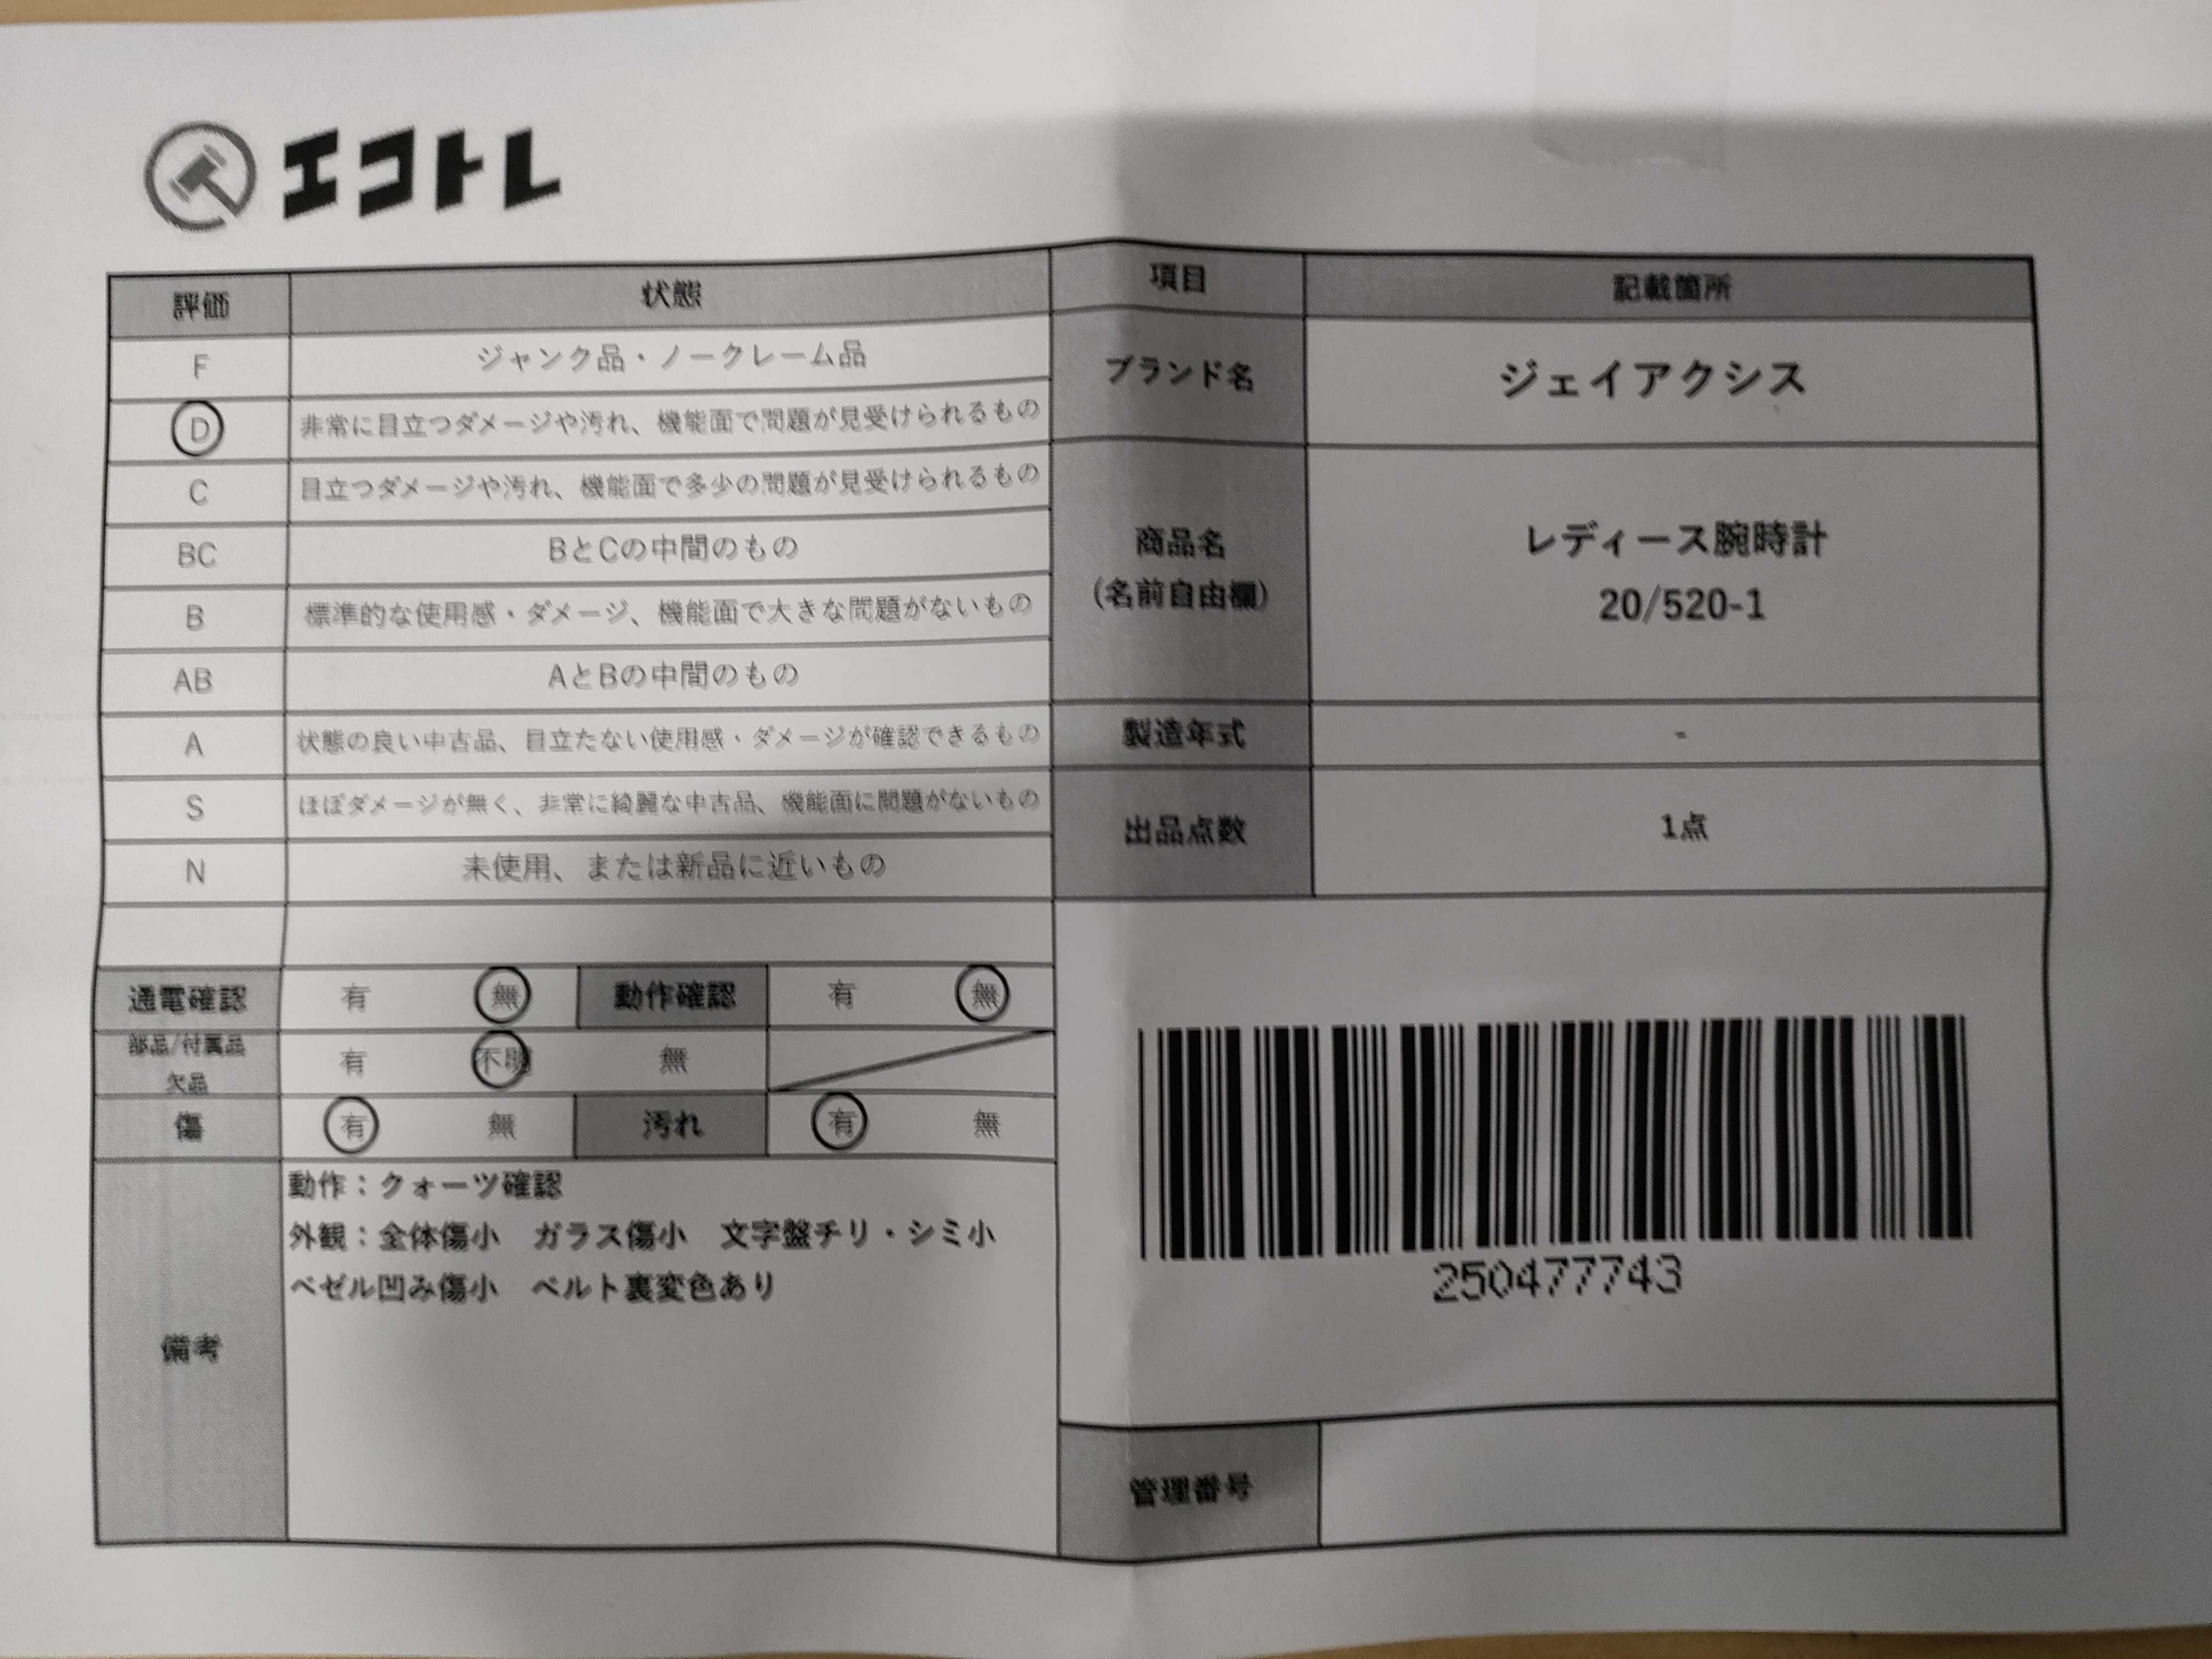 エコトレ
評価 状態
F ジャンク品・ノークレーム品
D 非常に目立つダメージや汚れ、機能面で問題が見受けられるもの
C 目立つダメージや汚れ、機能面で多少の問題が見受けられるもの
BC BとCの中間のもの
B 標準的な使用感・ダメージ、機能面で大きな問題がないもの
AB AとBの中間のもの
A 状態の良い中古品、目立たない使用感・ダメージが確認できるもの
S ほぼダメージが無く、非常に綺麗な中古品、機能面に問題がないもの
N 未使用、または新品に近いもの
通電確認 有 無 動作確認 有 無
部品/付属品
欠品 有 不明 無
傷 有 無 汚れ 有 無
備考
動作：クォーツ確認
外観：全体傷小 ガラス傷小 文字盤チリ・シミ小
ベゼル凹み傷小 ベルト裏変色あり
項目 記載箇所
ブランド名 ジェイアクシス
商品名
(名前自由欄)
レディース腕時計
20/520-1
製造年式 -
出品点数 1点
250477743
管理番号